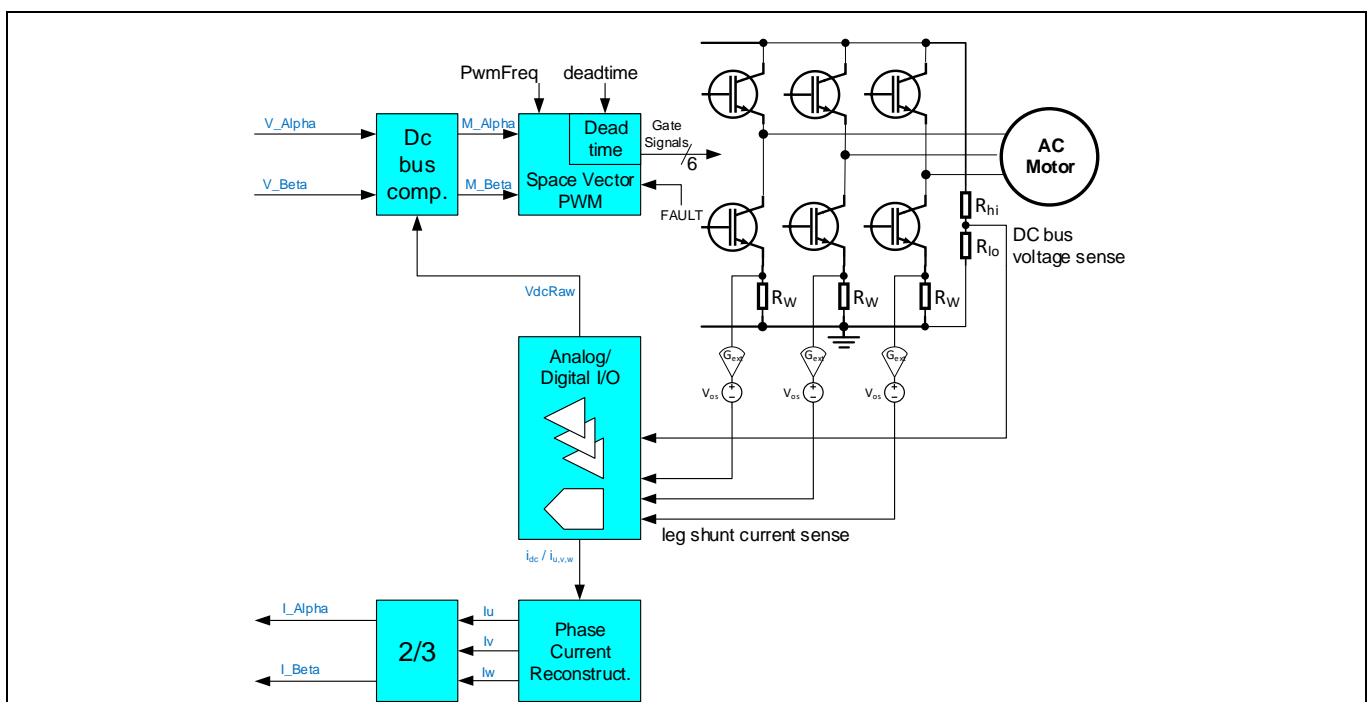 PwmFreq
deadtime
V_Alpha
V_Beta
Dc
bus
comp.
M_Alpha
M_Beta
Dead
time
Space Vector
PWM
Gate
Signals
6
FAULT
AC
Motor
Rhi
Rlo
DC bus
voltage sense
RW
RW
RW
VdcRaw
Analog/
Digital I/O
Gext
Gext
Gext
Vos
+
−
Vos
+
−
Vos
+
−
leg shunt current sense
idc / iu,v,w
I_Alpha
I_Beta
2/3
Iu
Iv
Iw
Phase
Current
Reconstruct.